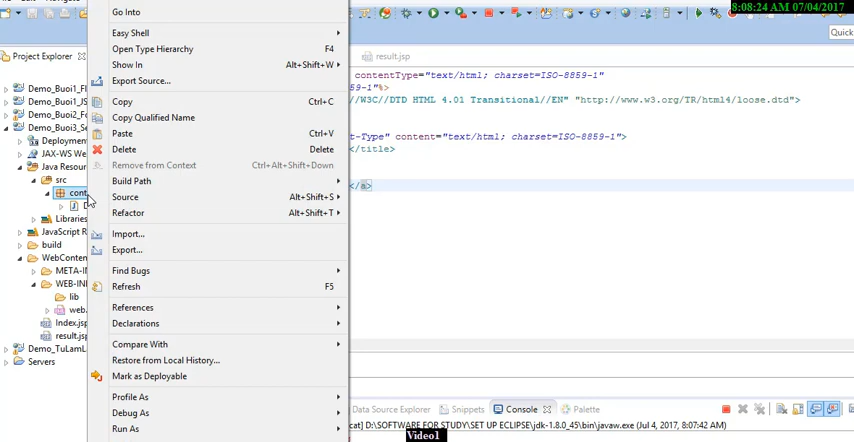 8:08:24 AM 07/04/2017
Quick
Project Explorer
result.jsp
Demo_Buoi1_Fi
Demo_Buoi1_JS
Demo_Buoi2_Fo
Demo_Buoi3_Se
Deploymen
JAX-WS We
Java Resour
src
cont
Libraries
JavaScript R
build
WebConten
META-IN
WEB-INF
lib
web.
Index.jsp
result.jsp
Demo_TuLamL
Servers
Go Into
Easy Shell
Open Type Hierarchy F4
Show In Alt+Shift+W
Export Source...
Copy Ctrl+C
Copy Qualified Name
Paste Ctrl+V
Delete Delete
Remove from Context Ctrl+Alt+Shift+Down
Build Path
Source Alt+Shift+S
Refactor Alt+Shift+T
Import...
Export...
Find Bugs
Refresh F5
References
Declarations
Compare With
Restore from Local History...
Mark as Deployable
Profile As
Debug As
Run As
contentType="text/html; charset=ISO-8859-1"
59-1"%>
//W3C//DTD HTML 4.01 Transitional//EN" "http://www.w3.org/TR/html4/loose.dtd">
t-Type" content="text/html; charset=ISO-8859-1">
</title>
</a>
Data Source Explorer
Snippets
Console
Palette
cat] D:\SOFTWARE FOR STUDY\SET UP ECLIPSE\jdk-1.8.0_45\bin\javaw.exe (Jul 4, 2017, 8:07:42 AM)
Video1